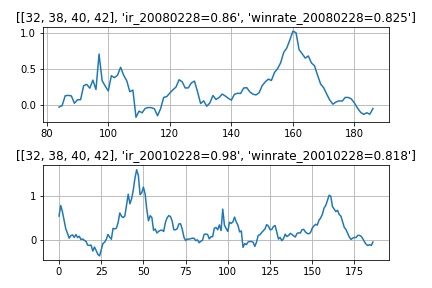 [[32, 38, 40, 42], 'ir_20080228=0.86', 'winrate_20080228=0.825']
1.0
0.5
0.0
80 100 120 140 160 180
[[32, 38, 40, 42], 'ir_20010228=0.98', 'winrate_20010228=0.818']
1
0
0 25 50 75 100 125 150 175